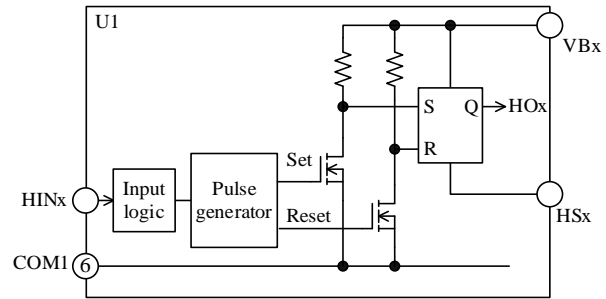 U1
VBx
S
Q
HOx
R
Set
HINx
Input
logic
Pulse
generator
Reset
HSx
COM1
6